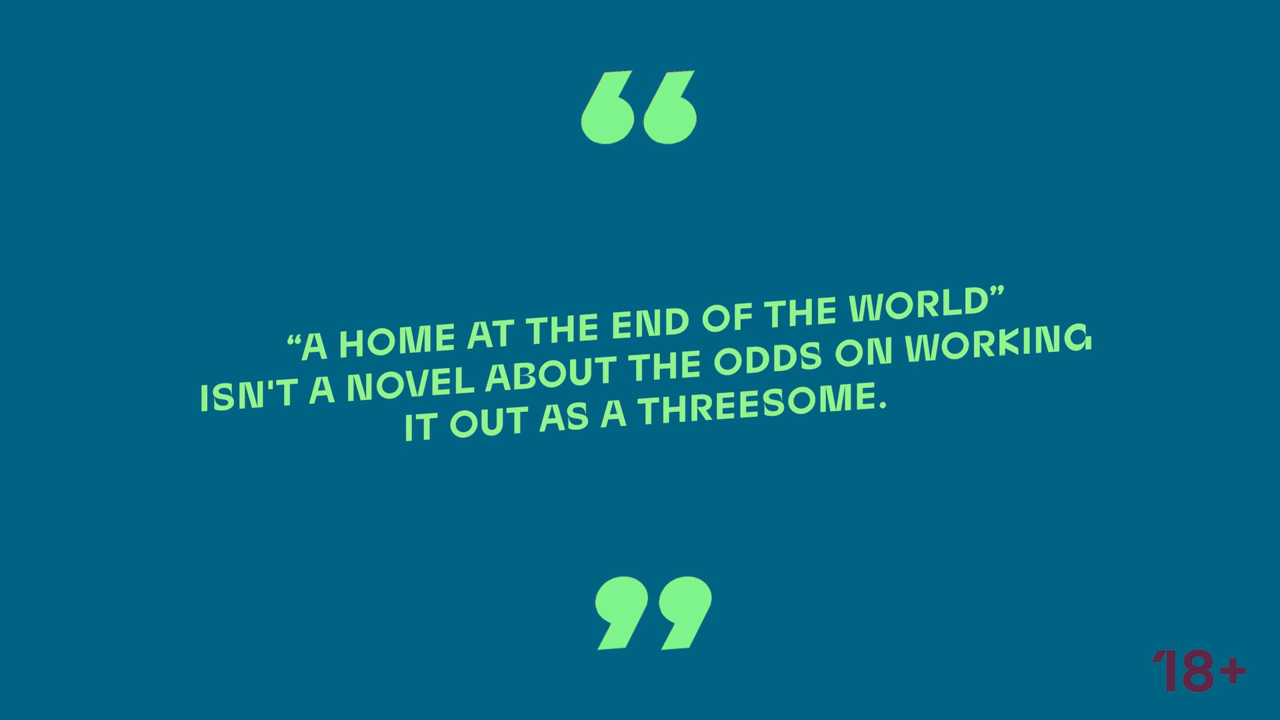 “
“A HOME AT THE END OF THE WORLD”
ISN'T A NOVEL ABOUT THE ODDS ON WORKING
IT OUT AS A THREESOME.
”
18+